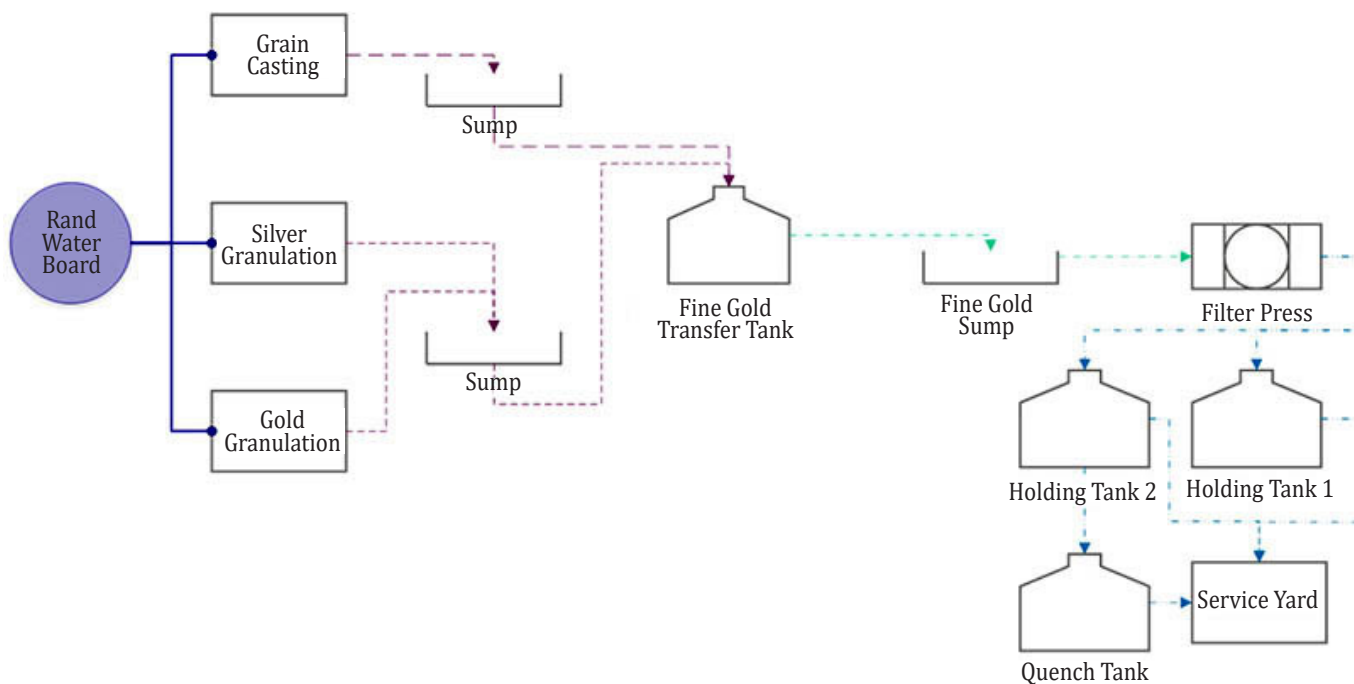 Grain
Casting
Sump
Rand
Water
Board
Silver
Granulation
Fine Gold
Transfer Tank
Fine Gold
Sump
Filter Press
Sump
Gold
Granulation
Holding Tank 2
Holding Tank 1
Service Yard
Quench Tank